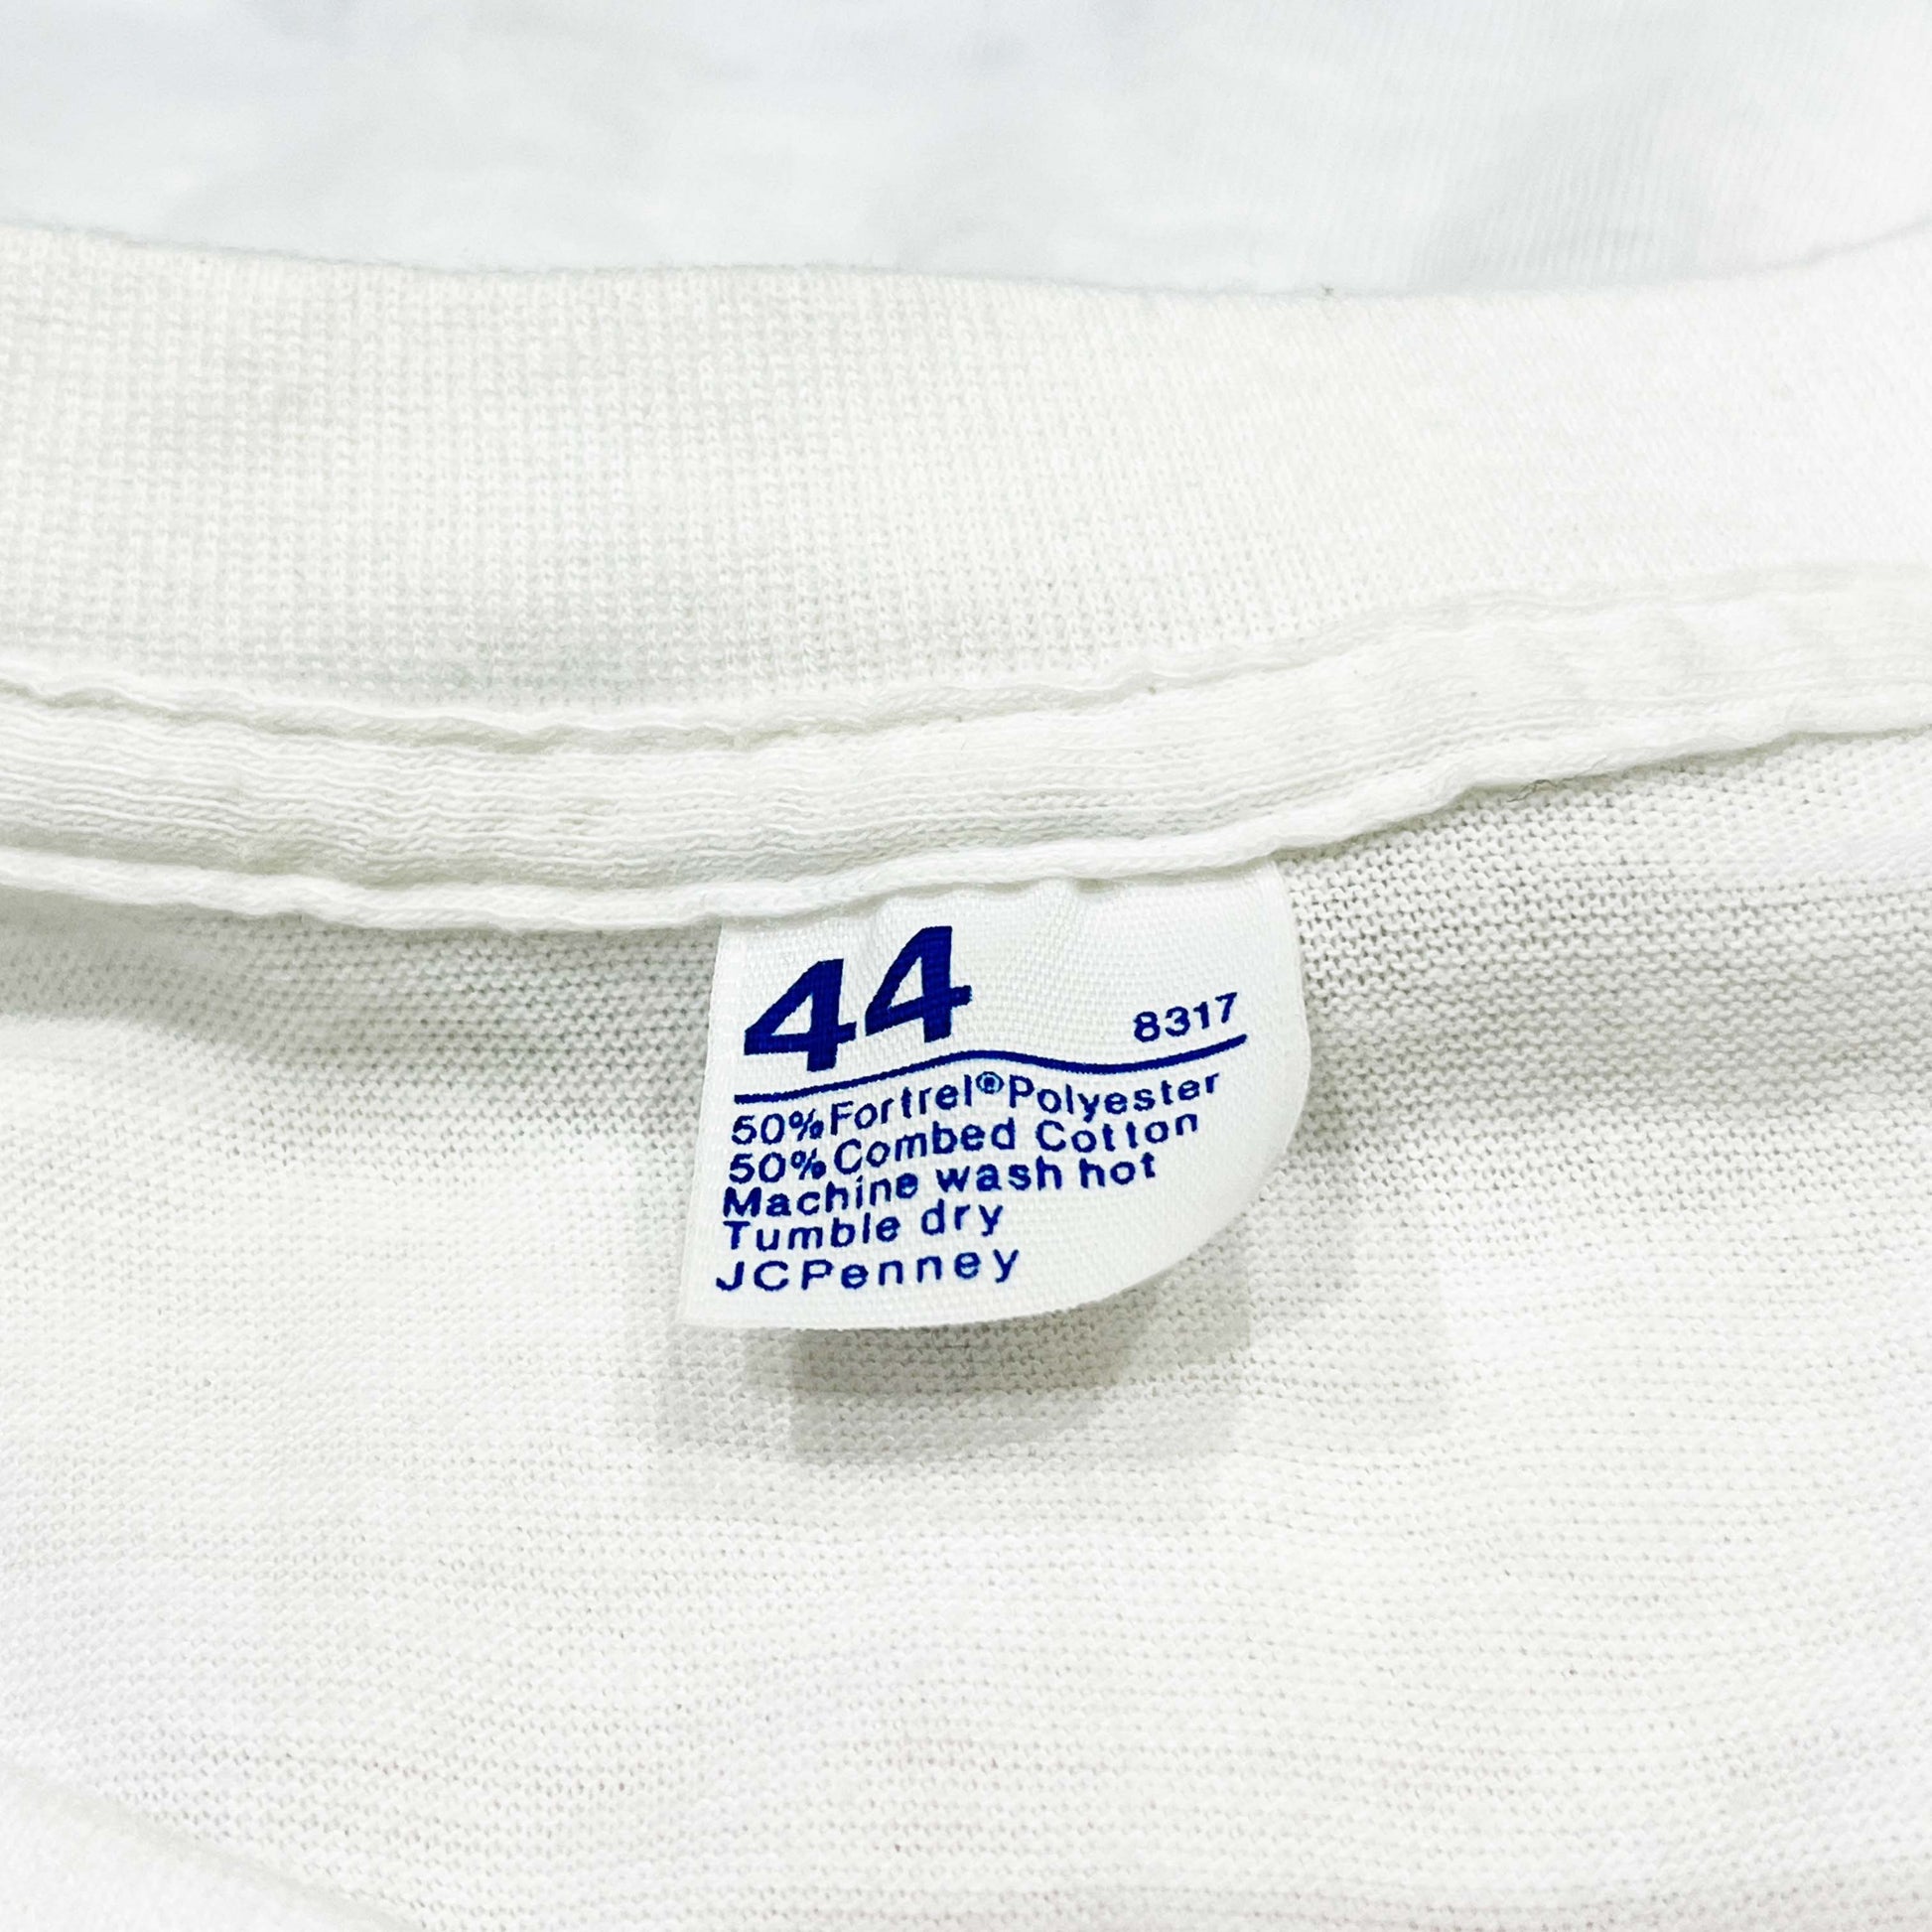 44
8317
50%Fortrel®Polyester
50%Combed Cotton
Machine wash hot
Tumble dry
JCPenney